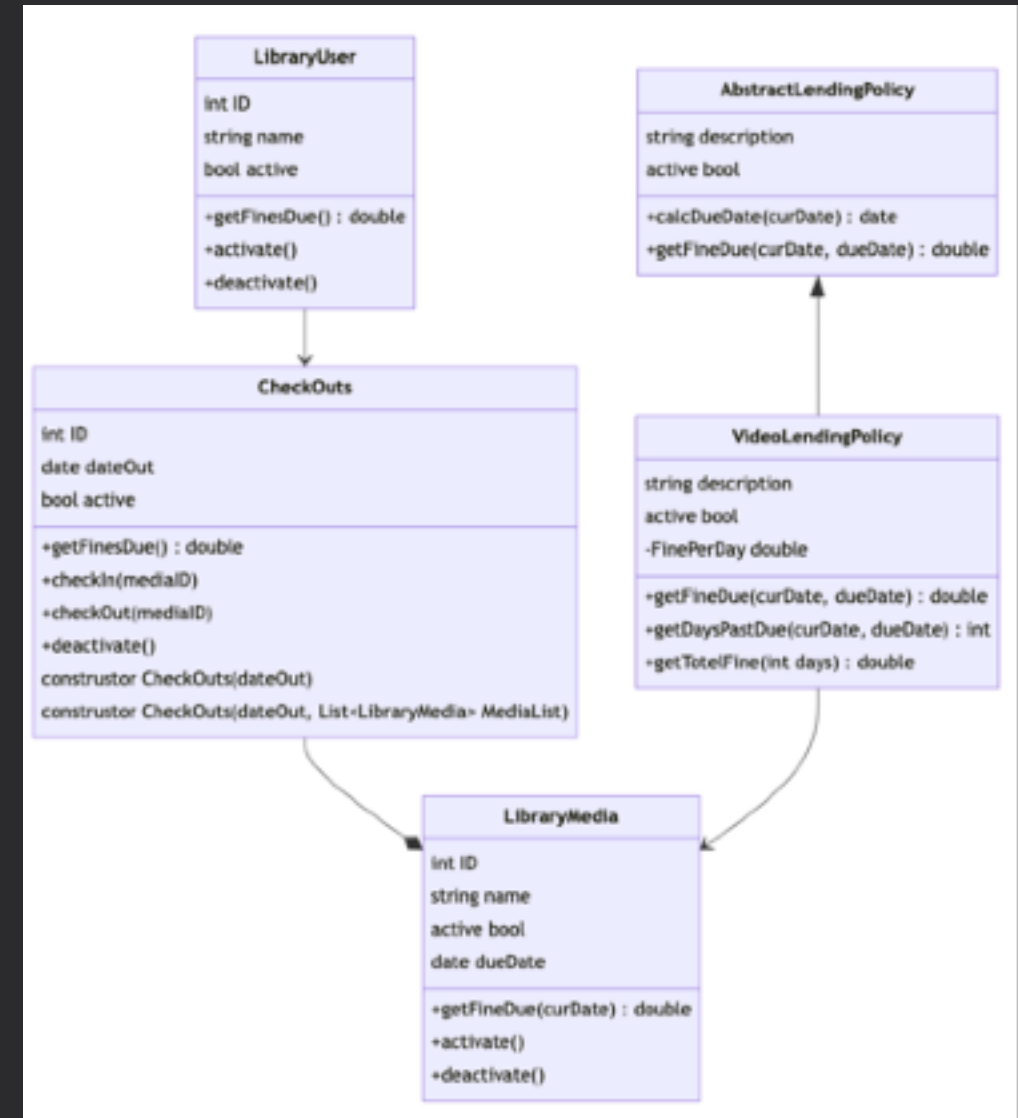 LibraryUser
int ID
string name
bool active
+getFinesDue() : double
+activate()
+deactivate()
AbstractLendingPolicy
string description
active bool
+calcDueDate(curDate) : date
+getFineDue(curDate, dueDate) : double
CheckOuts
int ID
date dateOut
bool active
+getFinesDue() : double
+checkIn(mediaID)
+checkOut(mediaID)
+deactivate()
construstor CheckOuts(dateOut)
construstor CheckOuts(dateOut, List<LibraryMedia> MediaList)
VideoLendingPolicy
string description
active bool
-FinePerDay double
+getFineDue(curDate, dueDate) : double
+getDaysPastDue(curDate, dueDate) : int
+getTotelFine(int days) : double
LibraryMedia
int ID
string name
active bool
date dueDate
+getFineDue(curDate) : double
+activate()
+deactivate()